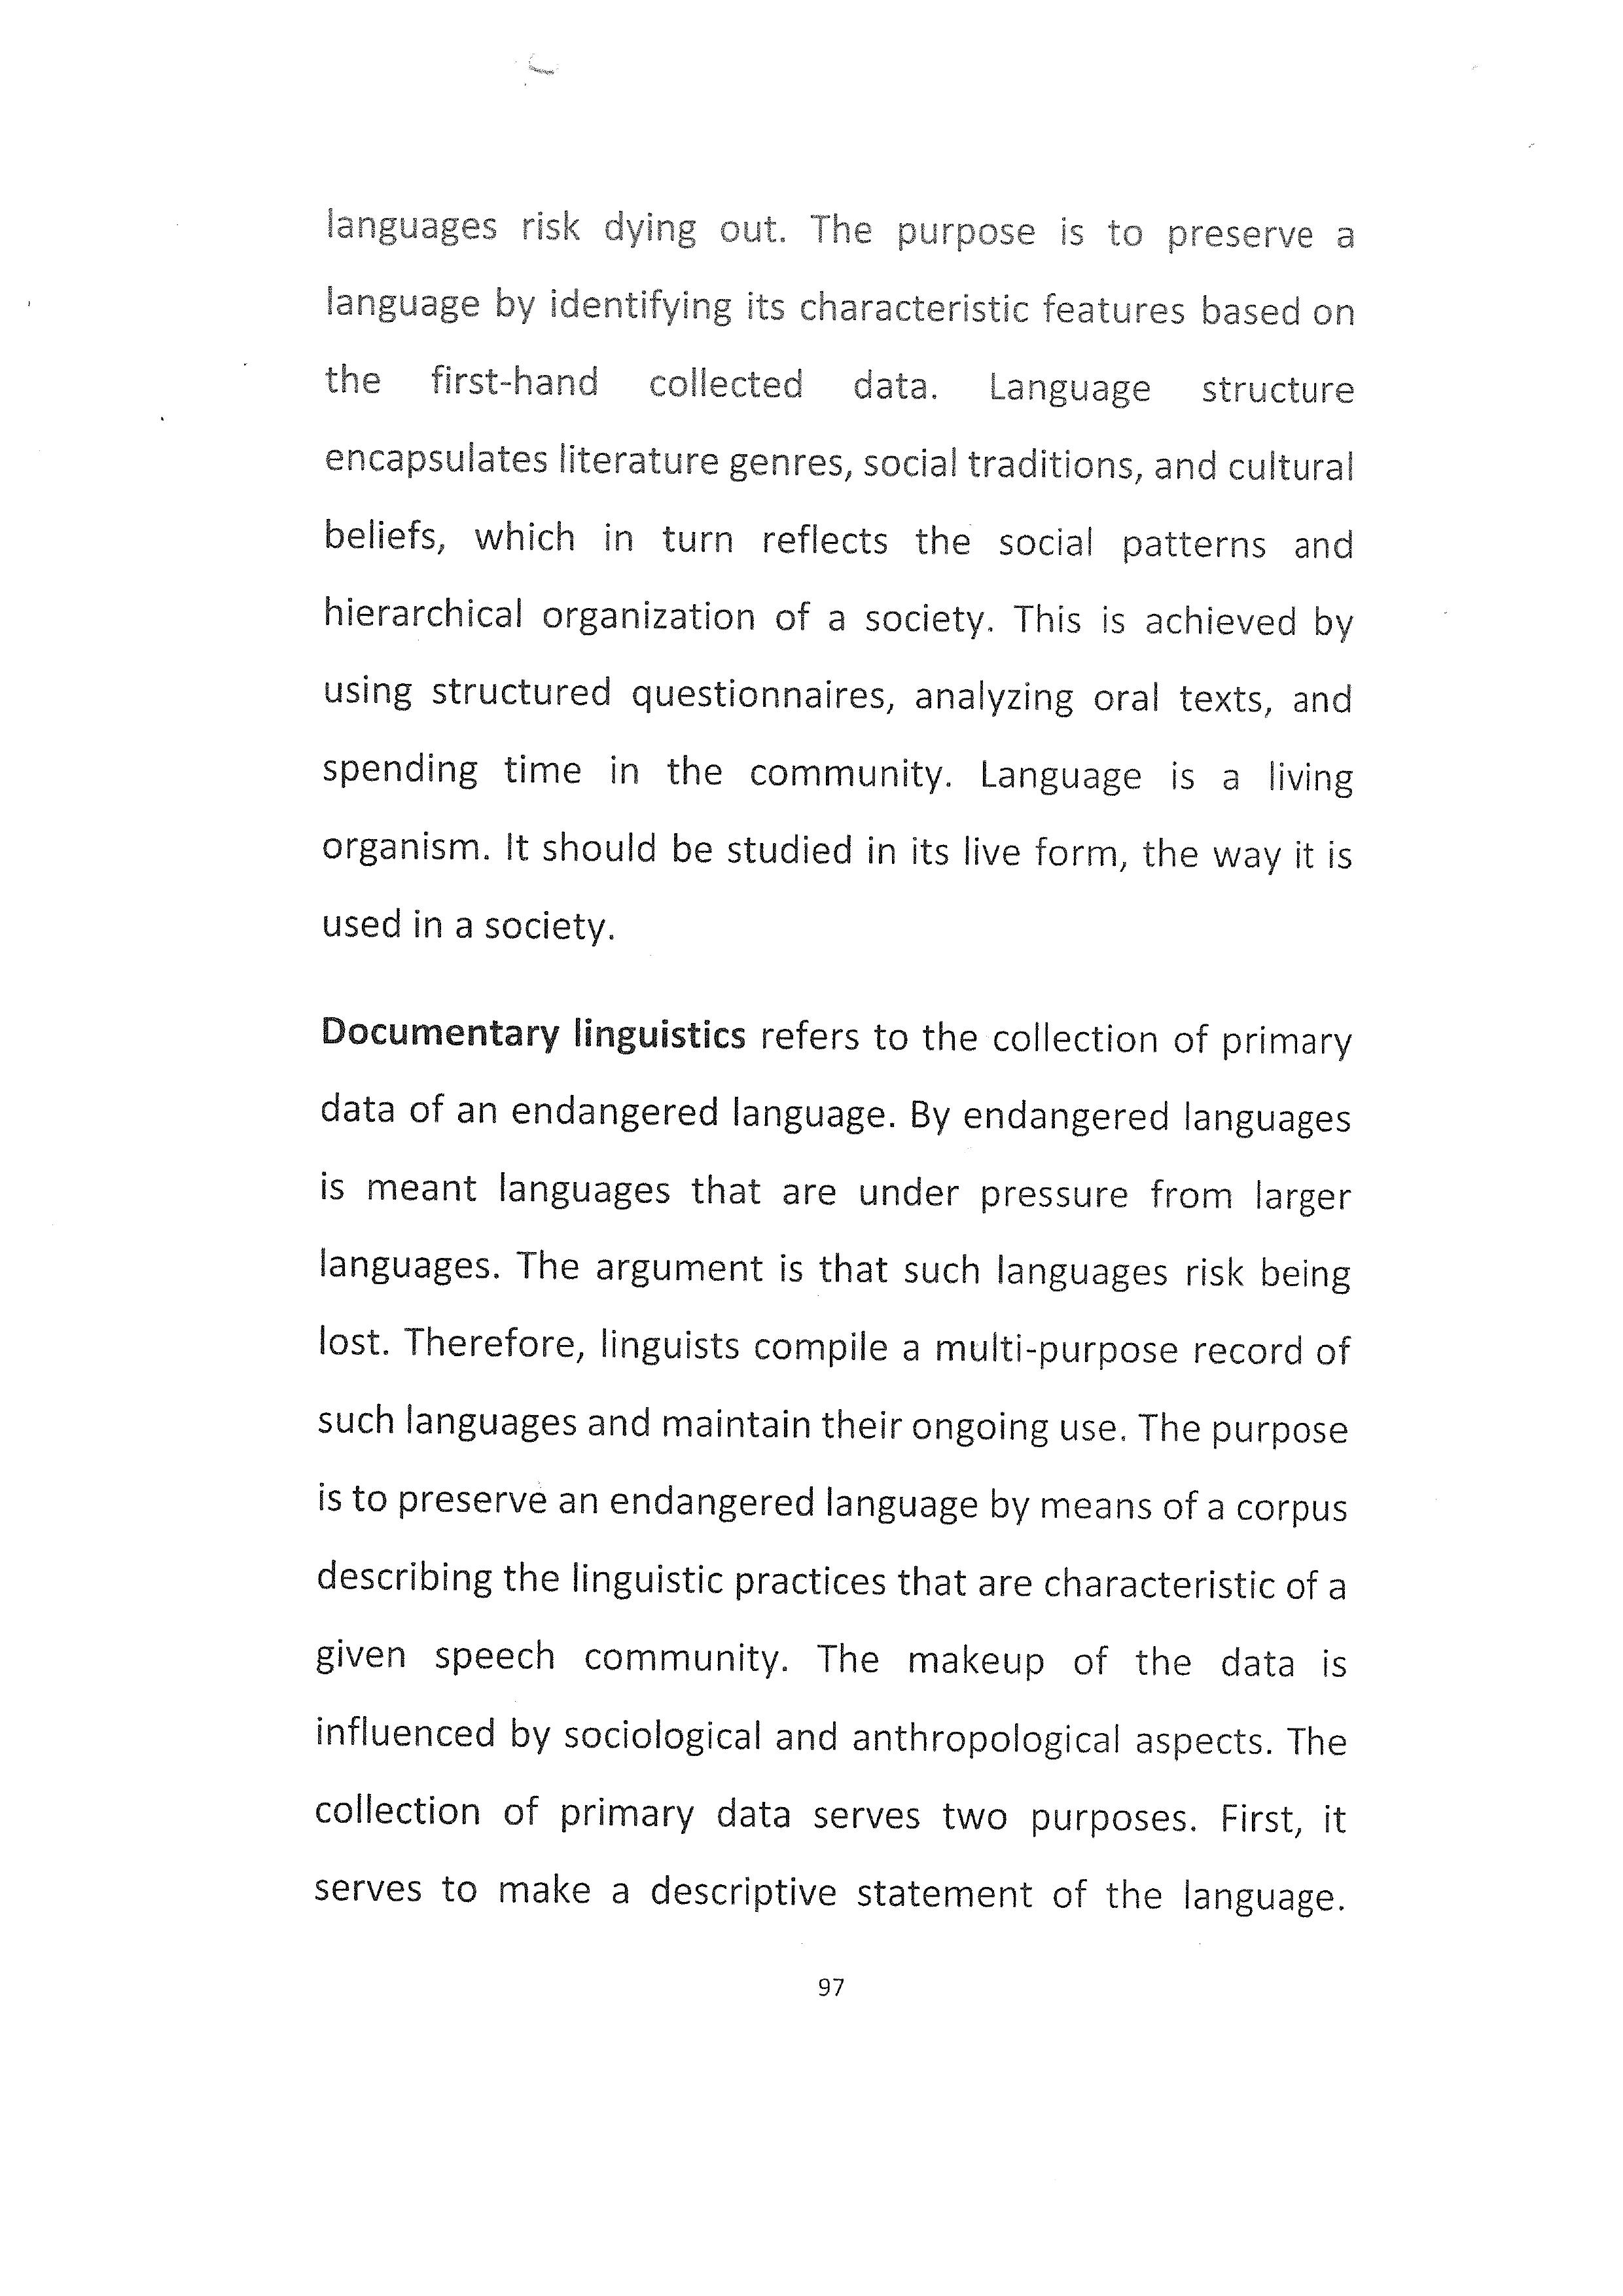 languages risk dying out. The purpose is to preserve a
language by identifying its characteristic features based on
the first-hand collected data. Language structure
encapsulates literature genres, social traditions, and cultural
beliefs, which in turn reflects the social patterns and
hierarchical organization of a society. This is achieved by
using structured questionnaires, analyzing oral texts, and
spending time in the community. Language is a living
organism. It should be studied in its live form, the way it is
used in a society.
Documentary linguistics refers to the collection of primary
data of an endangered language. By endangered languages
is meant languages that are under pressure from larger
languages. The argument is that such languages risk being
lost. Therefore, linguists compile a multi-purpose record of
such languages and maintain their ongoing use. The purpose
is to preserve an endangered language by means of a corpus
describing the linguistic practices that are characteristic of a
given speech community. The makeup of the data is
influenced by sociological and anthropological aspects. The
collection of primary data serves two purposes. First, it
serves to make a descriptive statement of the language.
97